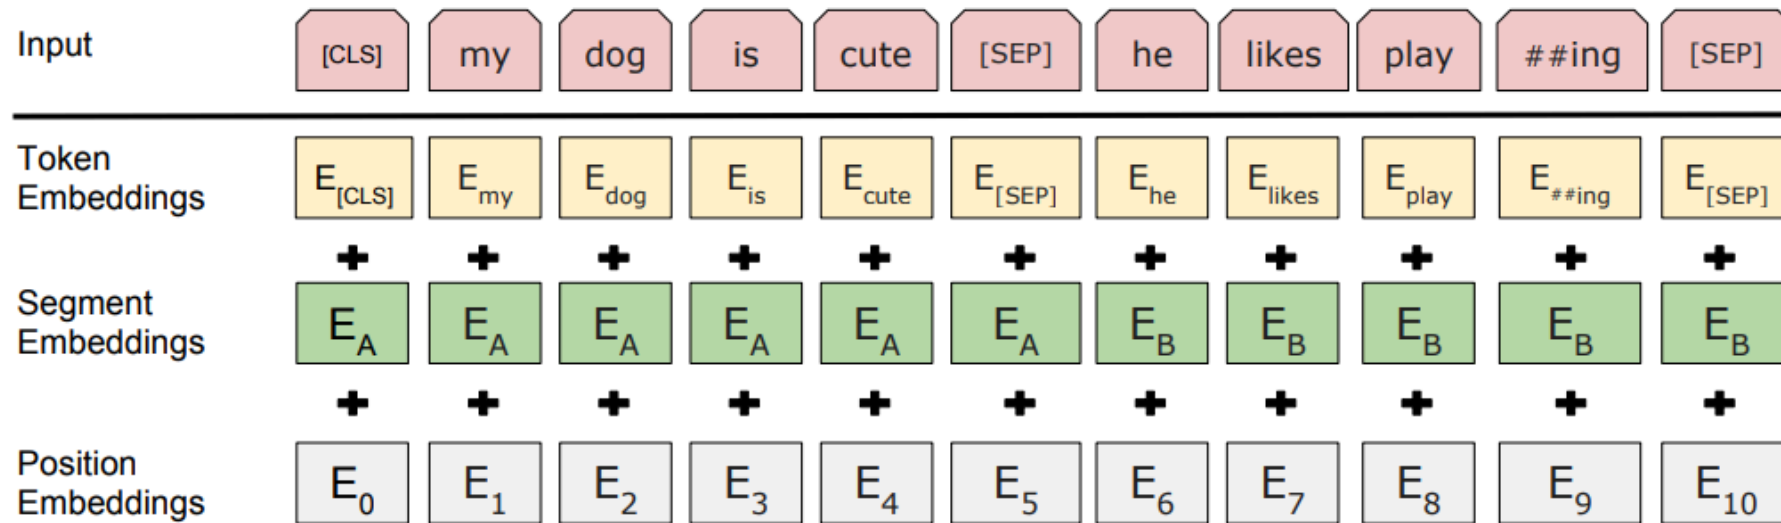 Input [CLS] my dog is cute [SEP] he likes play ##ing [SEP]
Token
Embeddings E[CLS] Emy Edog Eis Ecute E[SEP] Ehe Elikes Eplay E##ing E[SEP]
+ + + + + + + + + + +
Segment
Embeddings EA EA EA EA EA EA EB EB EB EB EB
+ + + + + + + + + + +
Position
Embeddings E0 E1 E2 E3 E4 E5 E6 E7 E8 E9 E10